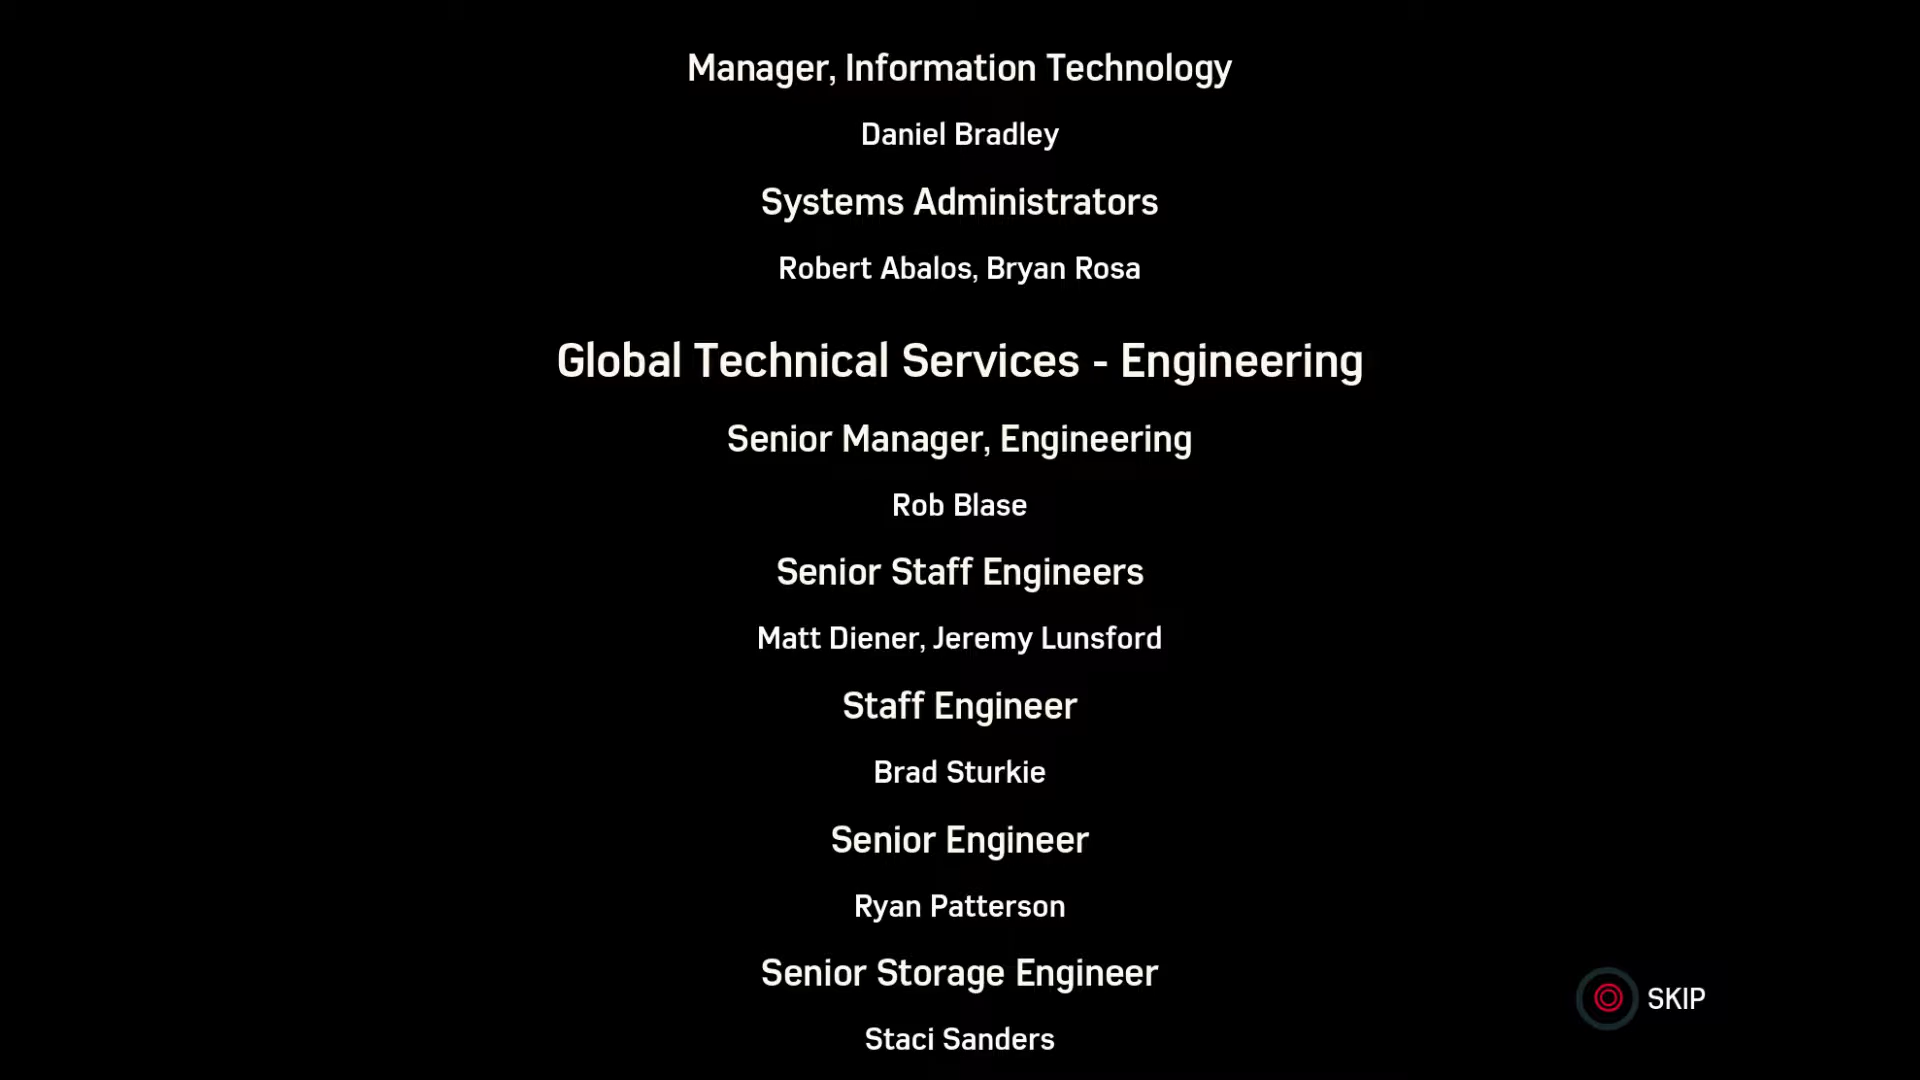 Manager, Information Technology
Daniel Bradley
Systems Administrators
Robert Abalos, Bryan Rosa
Global Technical Services - Engineering
Senior Manager, Engineering
Rob Blase
Senior Staff Engineers
Matt Diener, Jeremy Lunsford
Staff Engineer
Brad Sturkie
Senior Engineer
Ryan Patterson
Senior Storage Engineer
Staci Sanders
SKIP